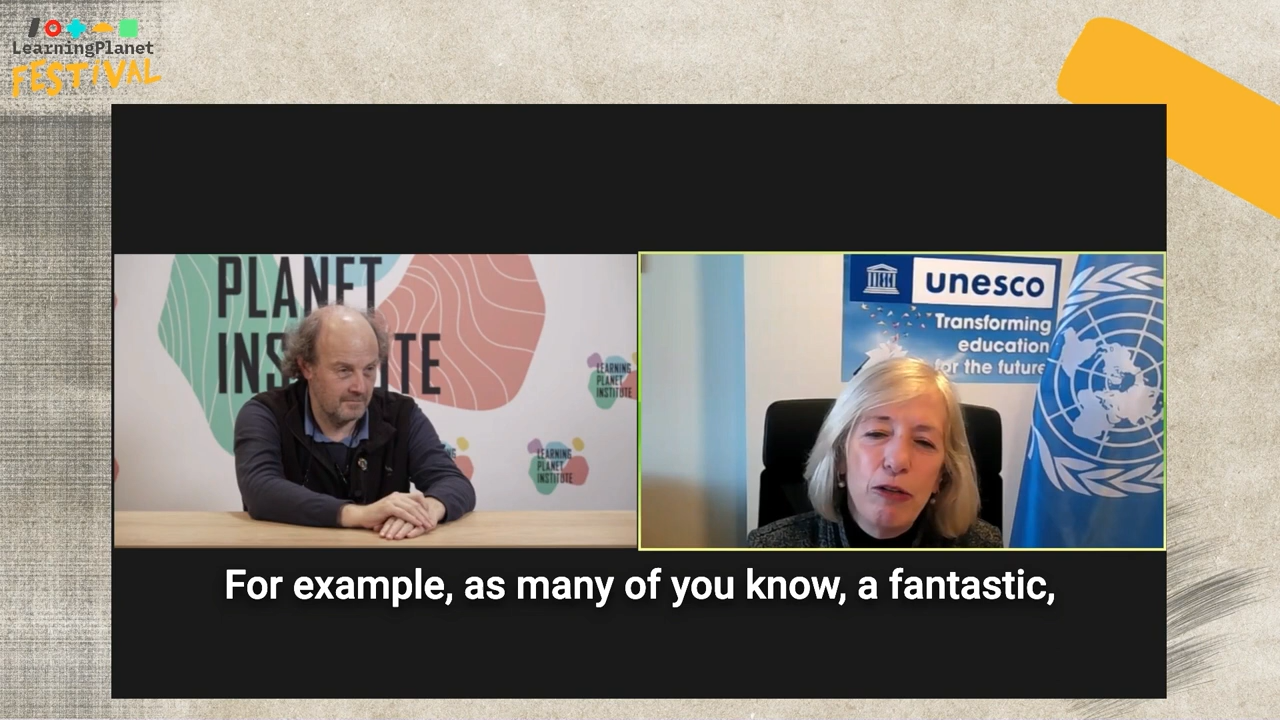 LearningPlanet
FESTIVAL
PLANET
INSTITUTE
LEARNING
PLANET
INSTITUTE
LEARNING
PLANET
INSTITUTE
unesco
Transforming
education
for the future
For example, as many of you know, a fantastic,